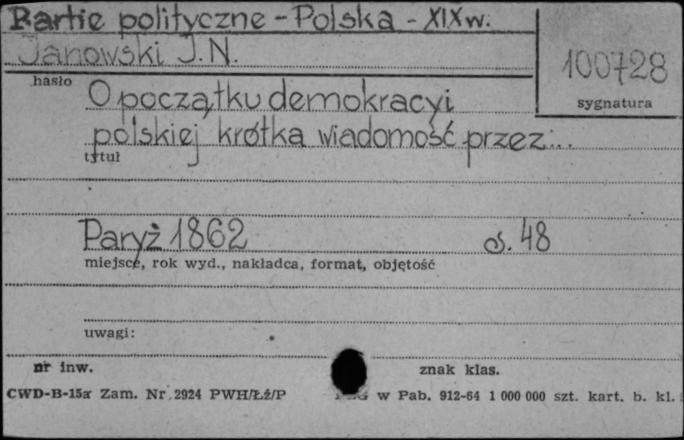 Partie polityczne - Polska - XIX w.
Janowski J. N.
100728
hasło
sygnatura
O początku demokracyi
polskiej krótka wiadomość przez...
tytuł
Paryż 1862 s. 48
miejsce, rok wyd., nakładca, format, objętość
uwagi:
nr inw. znak klas.
CWD-B-15a Zam. Nr 2924 PWH/Łż/P w Pab. 912-64 1 000 000 szt. kart. b. kl.